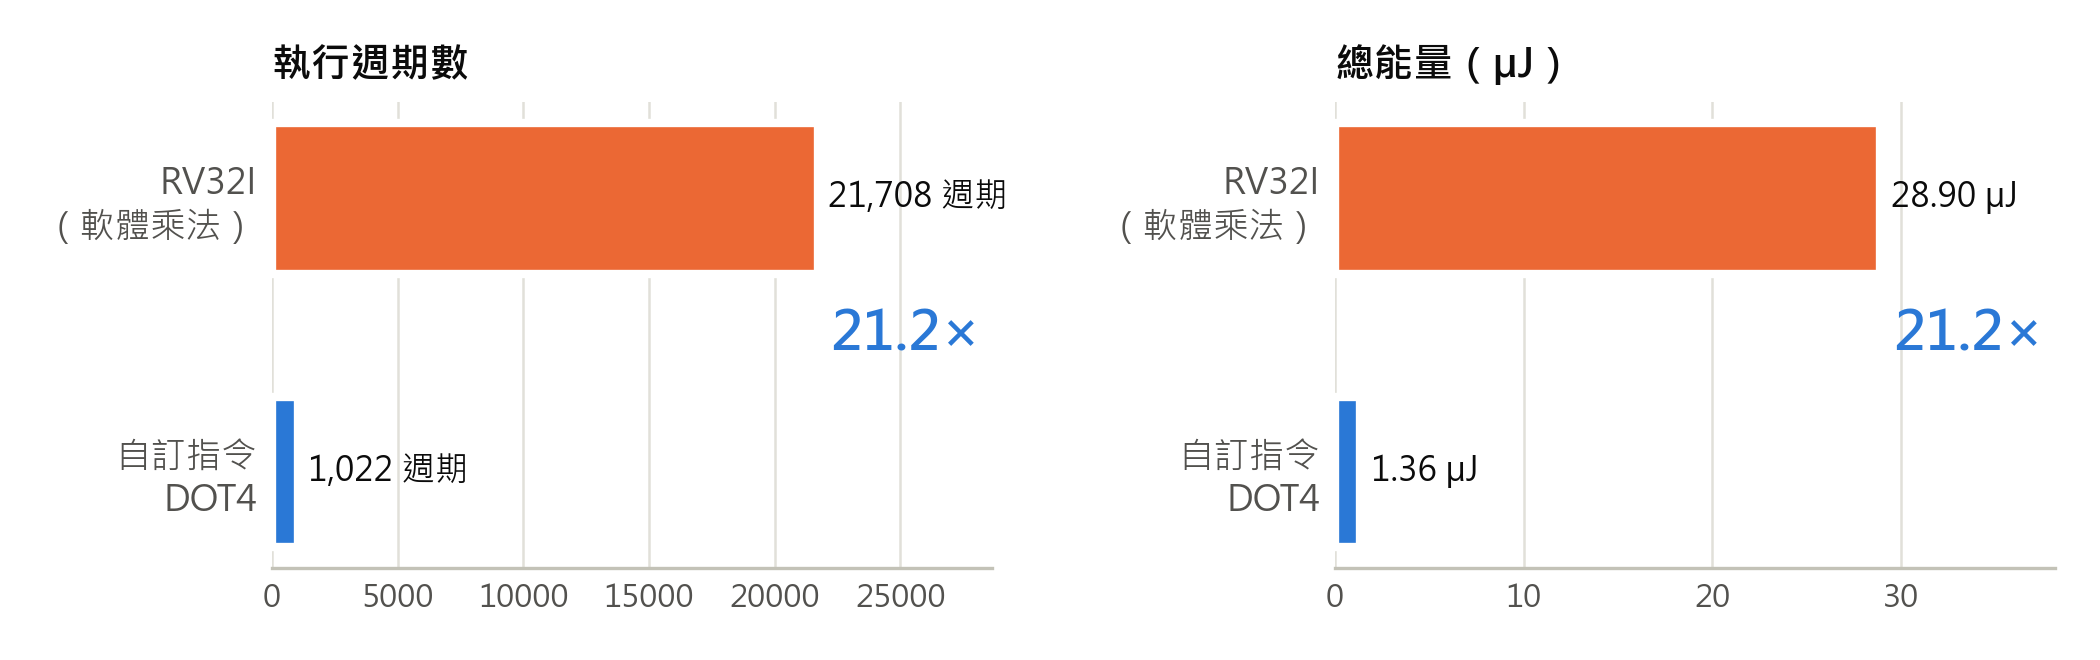 執行週期數
RV32I
（軟體乘法）
21,708 週期
21.2×
自訂指令
DOT4
1,022 週期
0 5000 10000 15000 20000 25000
總能量（μJ）
RV32I
（軟體乘法）
28.90 μJ
21.2×
自訂指令
DOT4
1.36 μJ
0 10 20 30